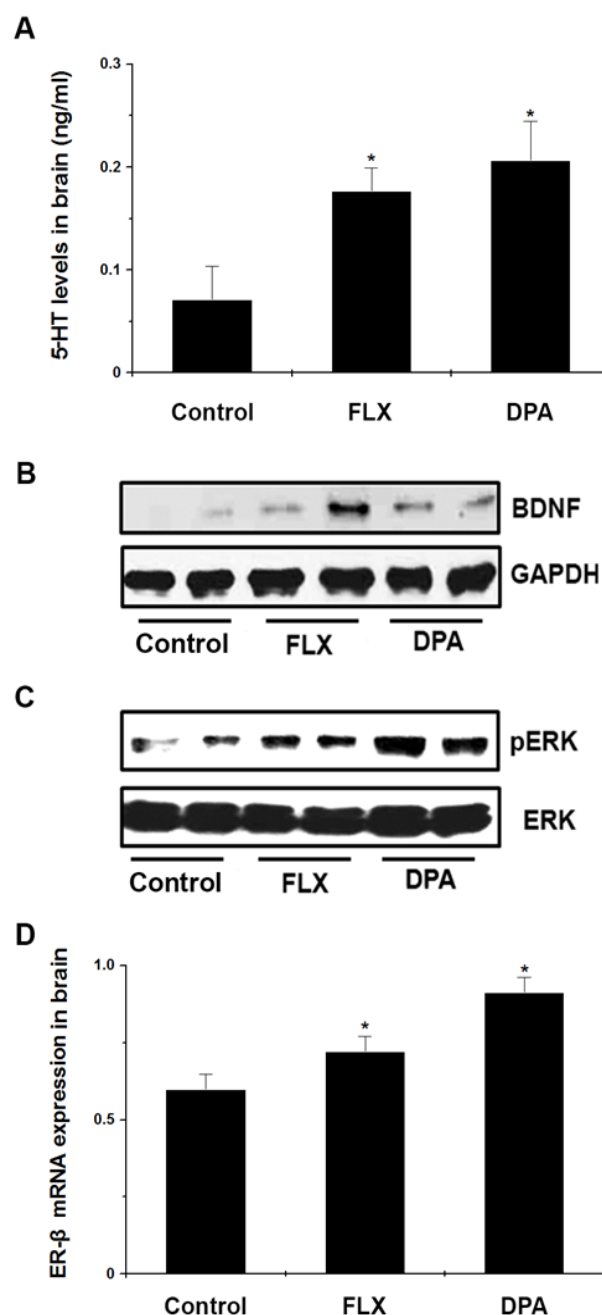 A
5-HT levels in brain (ng/ml)
0.3
0.2
0.1
0
*
*
Control FLX DPA
B
BDNF
GAPDH
Control FLX DPA
C
pERK
ERK
Control FLX DPA
D
ER-β mRNA expression in brain
1.0
0.5
0
*
*
Control FLX DPA